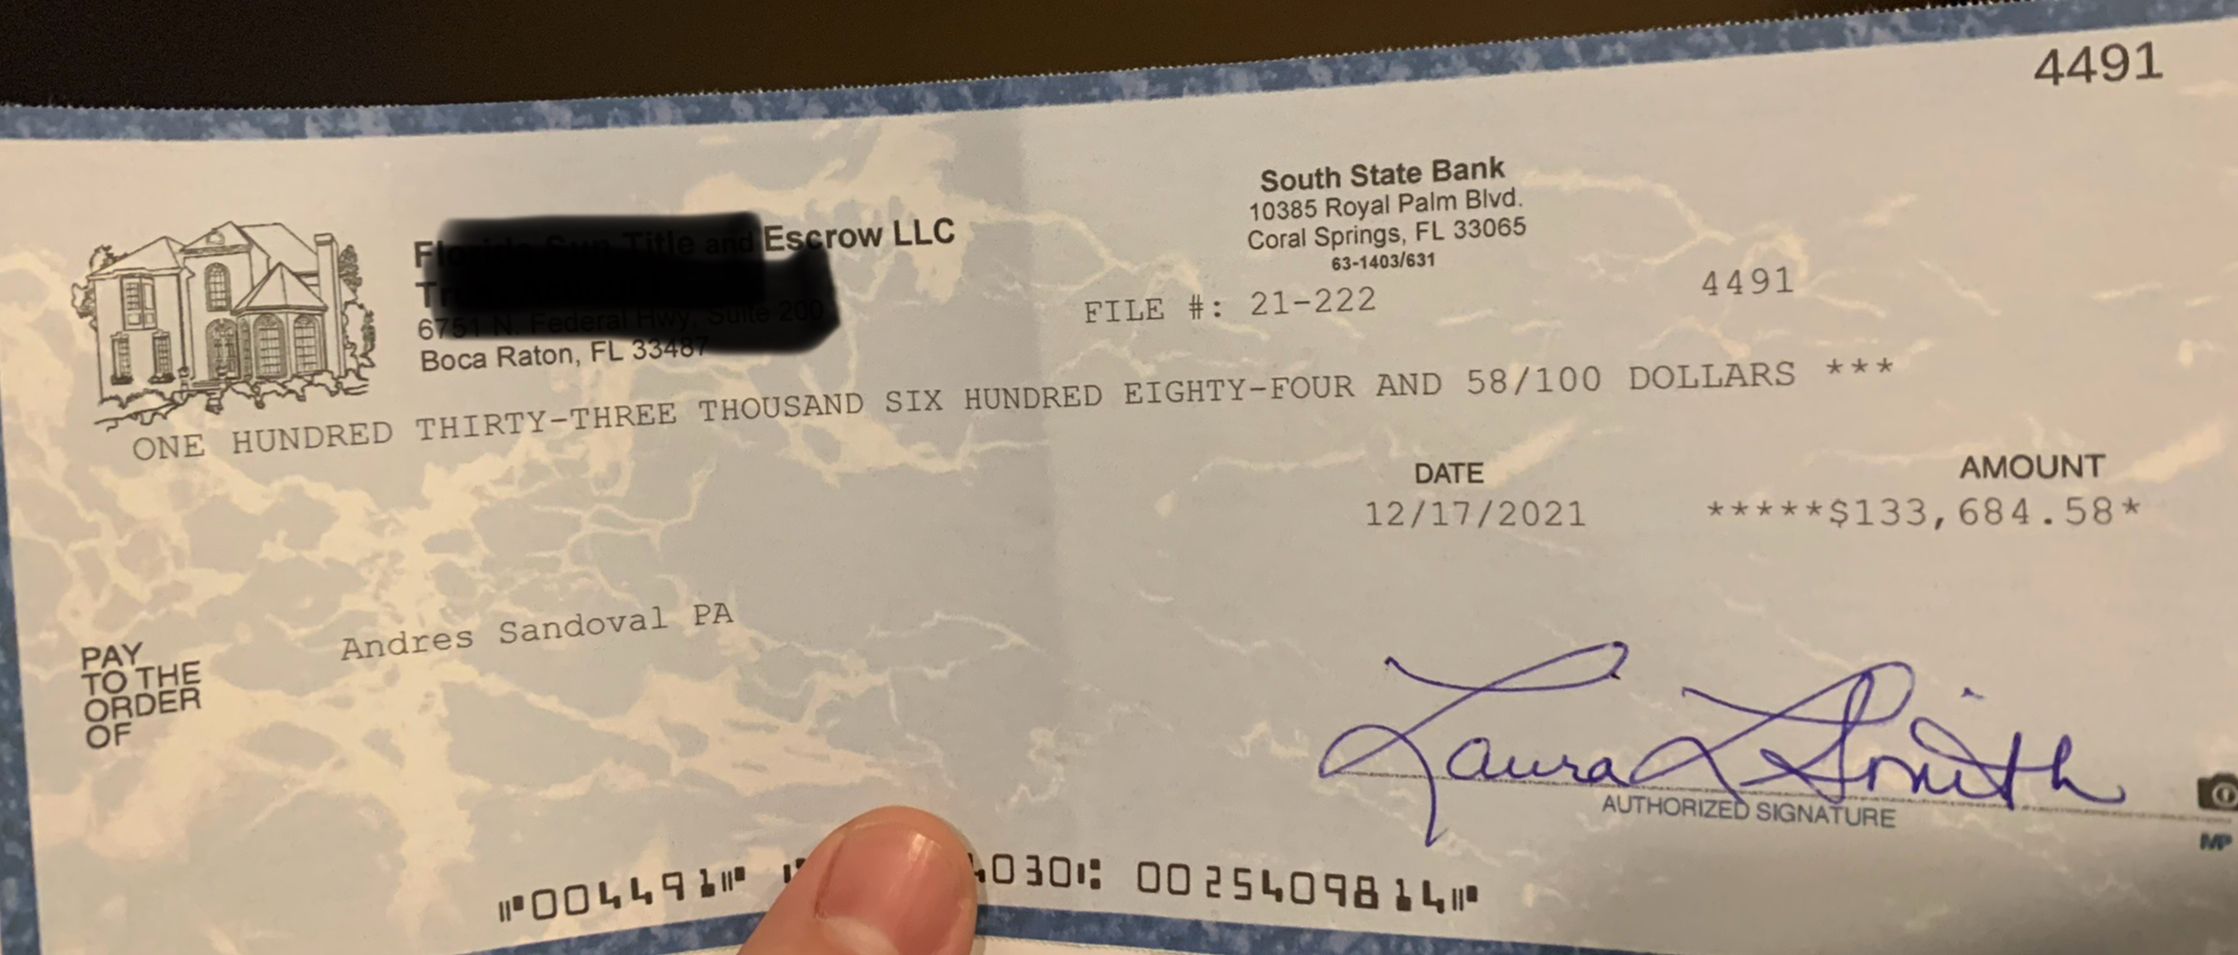 4491
Escrow LLC
Boca Raton, FL 33487
South State Bank
10385 Royal Palm Blvd.
Coral Springs, FL 33065
63-1403/631
FILE #: 21-222
4491
ONE HUNDRED THIRTY-THREE THOUSAND SIX HUNDRED EIGHTY-FOUR AND 58/100 DOLLARS ***
DATE
AMOUNT
12/17/2021
*****$133,684.58*
PAY
TO THE
ORDER
OF
Andres Sandoval PA
Laura L Smith
AUTHORIZED SIGNATURE
MP
⑈004491⑈ 4030⑆ 0025409814⑈